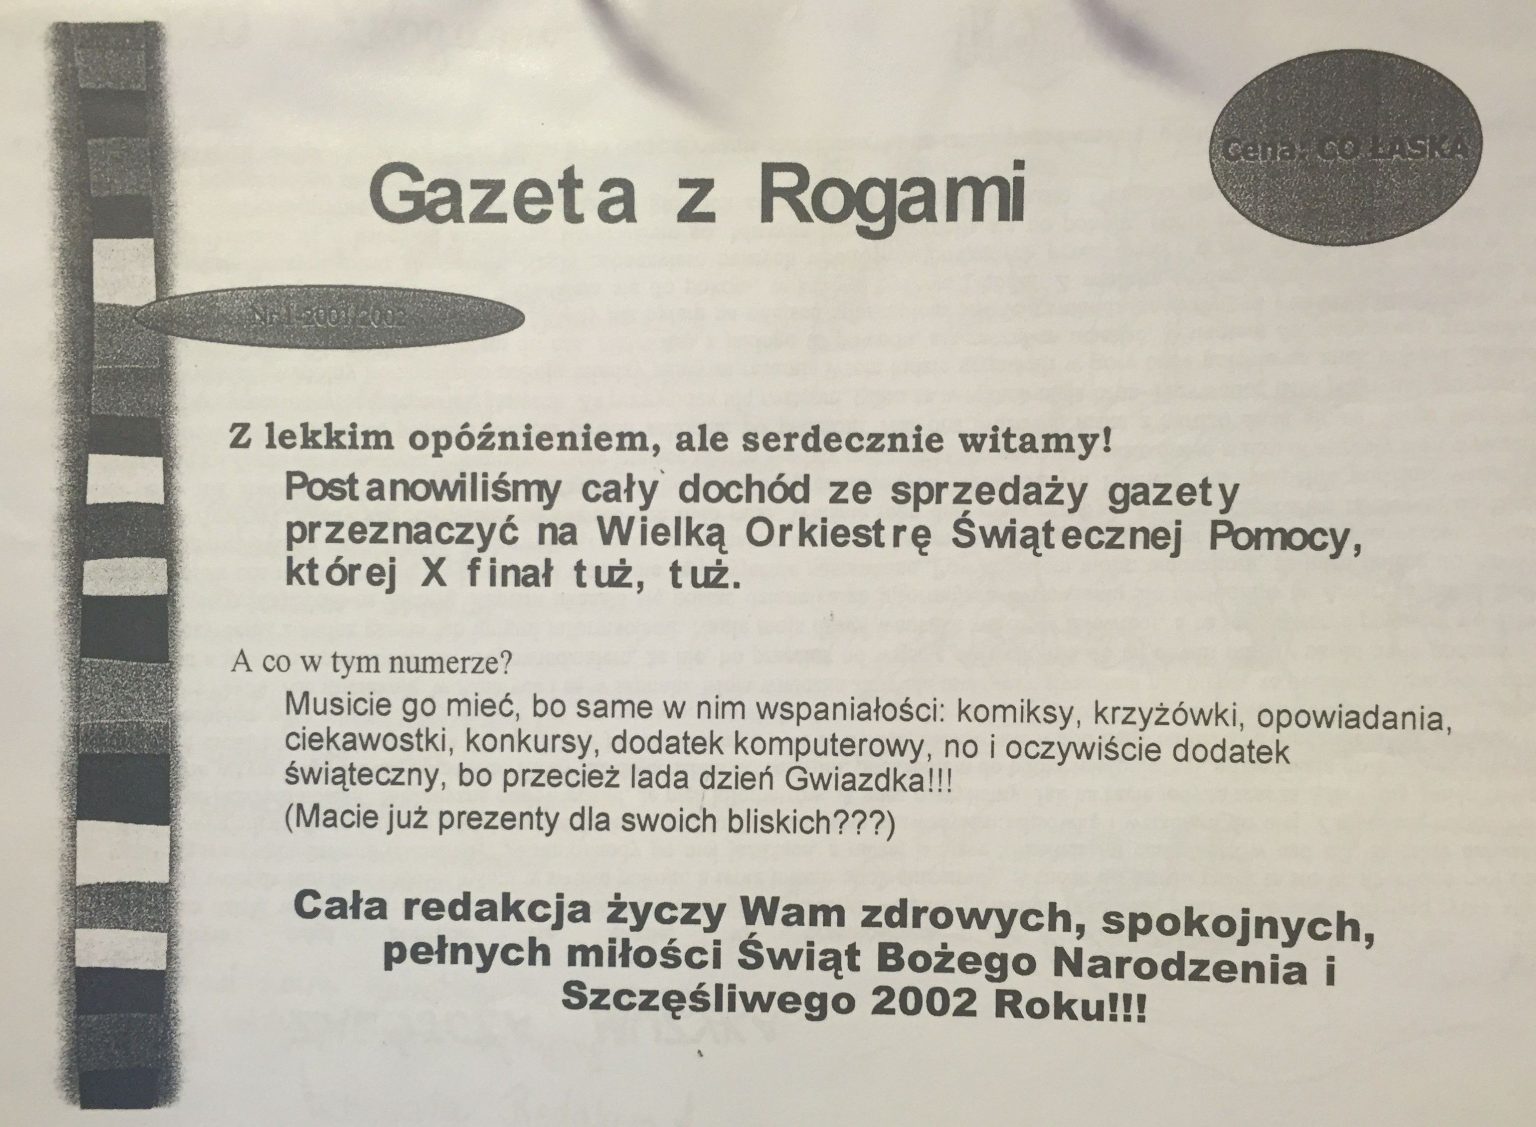 Cena: CO ŁASKA
Gazeta z Rogami
Nr 1-2001/2002
Z lekkim opóźnieniem, ale serdecznie witamy!
Postanowiliśmy cały dochód ze sprzedaży gazety
przeznaczyć na Wielką Orkiestrę Świątecznej Pomocy,
której X finał tuż, tuż.
A co w tym numerze?
Musicie go mieć, bo same w nim wspaniałości: komiksy, krzyżówki, opowiadania,
ciekawostki, konkursy, dodatek komputerowy, no i oczywiście dodatek
świąteczny, bo przecież lada dzień Gwiazdka!!!
(Macie już prezenty dla swoich bliskich???)
Cała redakcja życzy Wam zdrowych, spokojnych,
pełnych miłości Świąt Bożego Narodzenia i
Szczęśliwego 2002 Roku!!!